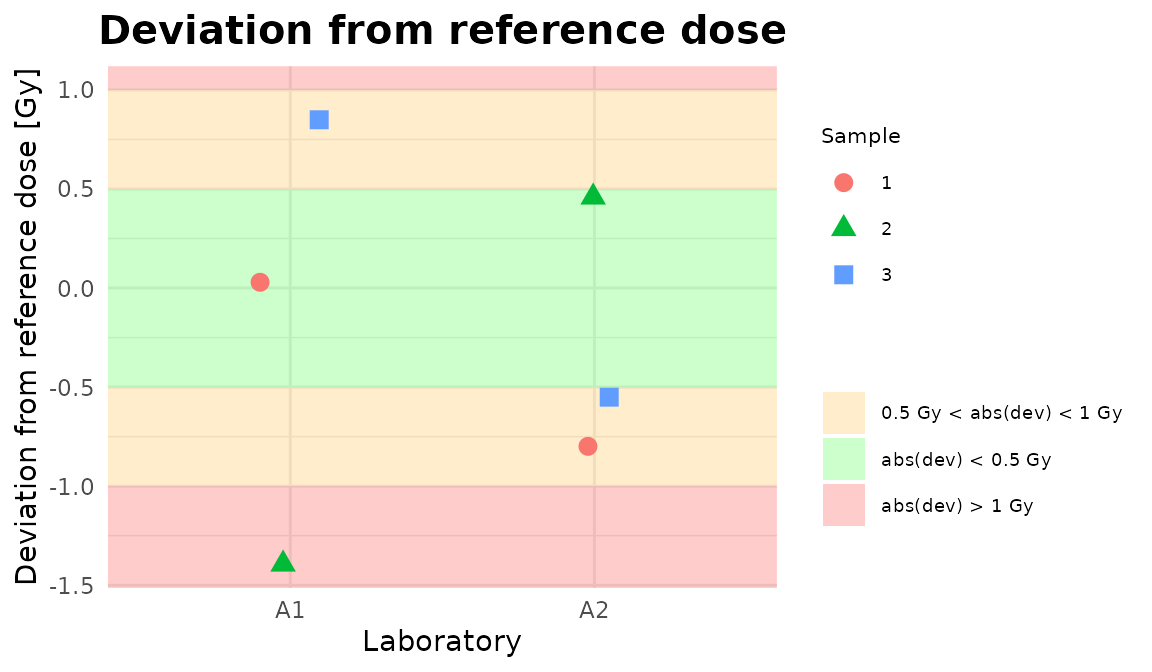 Deviation from reference dose
Deviation from reference dose [Gy]
1.0
0.5
0.0
-0.5
-1.0
-1.5
A1
A2
Laboratory
Sample
1
2
3
0.5 Gy < abs(dev) < 1 Gy
abs(dev) < 0.5 Gy
abs(dev) > 1 Gy